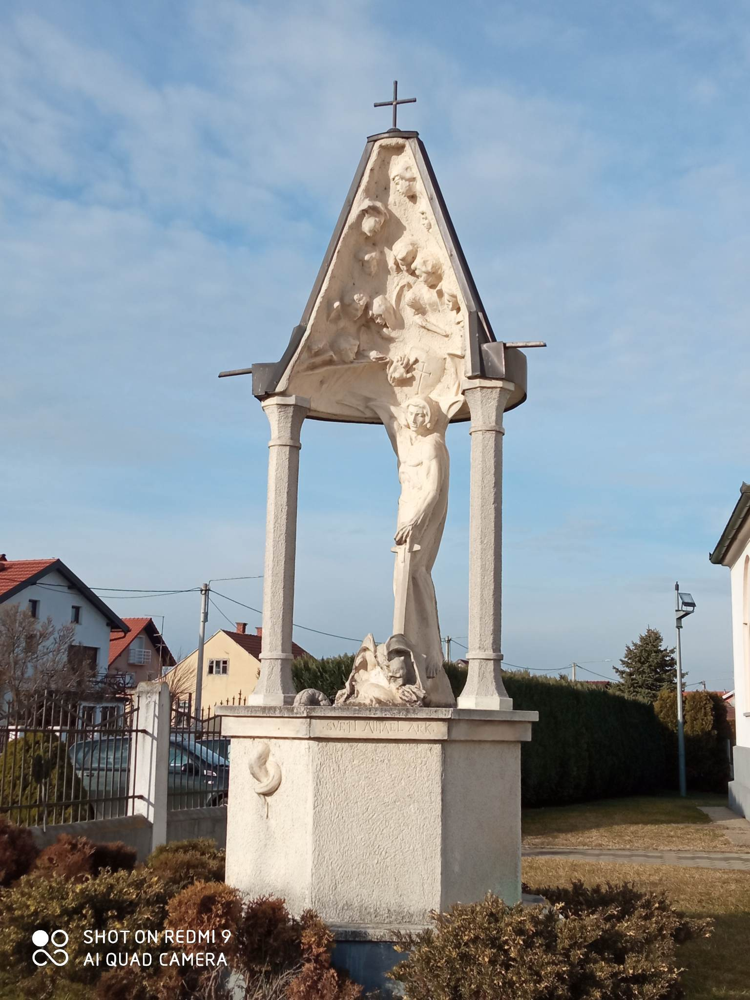 SVETI MIHAEL ARK.
SHOT ON REDMI 9
AI QUAD CAMERA